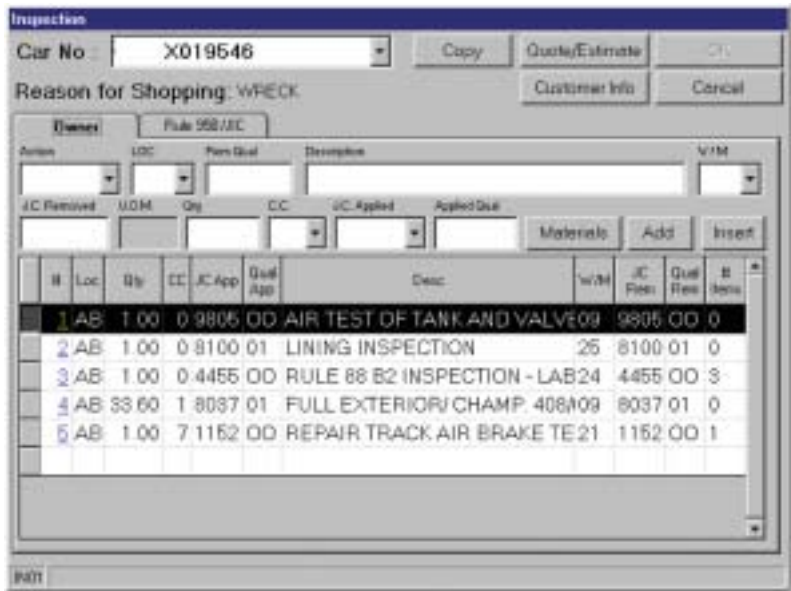 Inspection
Car No : X019546 Copy Quote/Estimate
Reason for Shopping: WRECK Customer Info Cancel
Owner Rule 95B/JIC
Action LOC Rem Qual Description W/M
J.C. Removed U.O.M. Qty C.C. J.C. Applied Applied Qual
Materials Add Insert
# Loc Qty CC JC App Qual App Desc W/M JC Rem Qual Rem # Items
1 AB 1.00 0 9805 OO AIR TEST OF TANK AND VALVE 09 9805 OO 0
2 AB 1.00 0 8100 01 LINING INSPECTION 25 8100 01 0
3 AB 1.00 0 4455 OO RULE 88 B2 INSPECTION - LAB 24 4455 OO 3
4 AB 33.60 1 8037 01 FULL EXTERIOR/ CHAMP. 408/ 09 8037 01 0
5 AB 1.00 7 1152 OO REPAIR TRACK AIR BRAKE TE 21 1152 OO 1
IN01